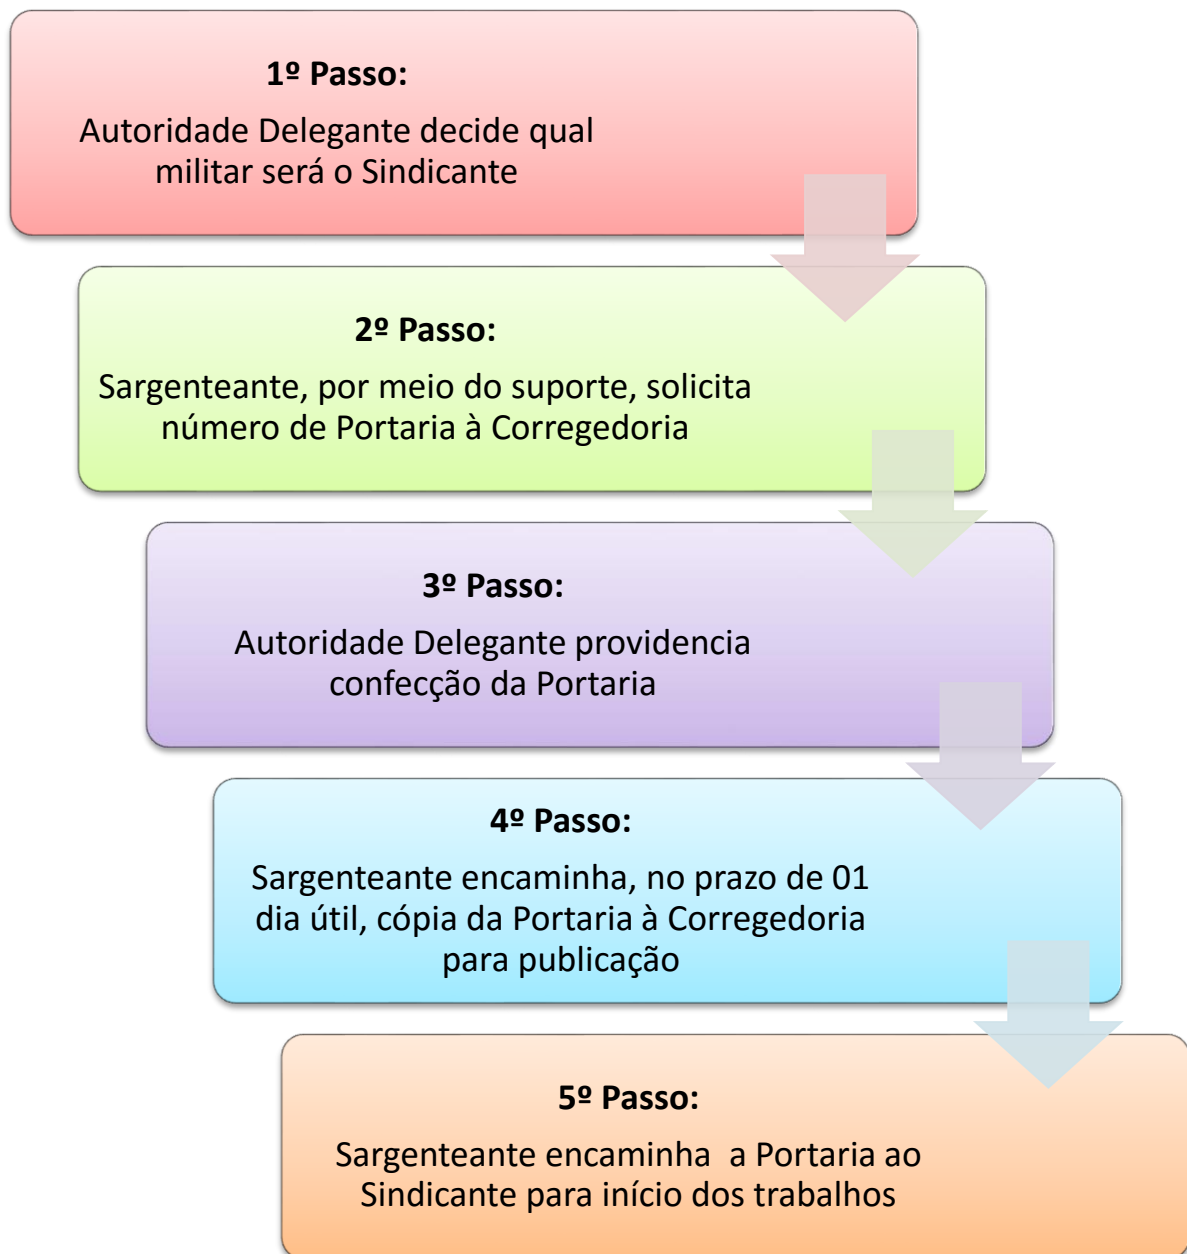 1º Passo:
Autoridade Delegante decide qual
militar será o Sindicante
2º Passo:
Sargenteante, por meio do suporte, solicita
número de Portaria à Corregedoria
3º Passo:
Autoridade Delegante providencia
confecção da Portaria
4º Passo:
Sargenteante encaminha, no prazo de 01
dia útil, cópia da Portaria à Corregedoria
para publicação
5º Passo:
Sargenteante encaminha  a Portaria ao
Sindicante para início dos trabalhos